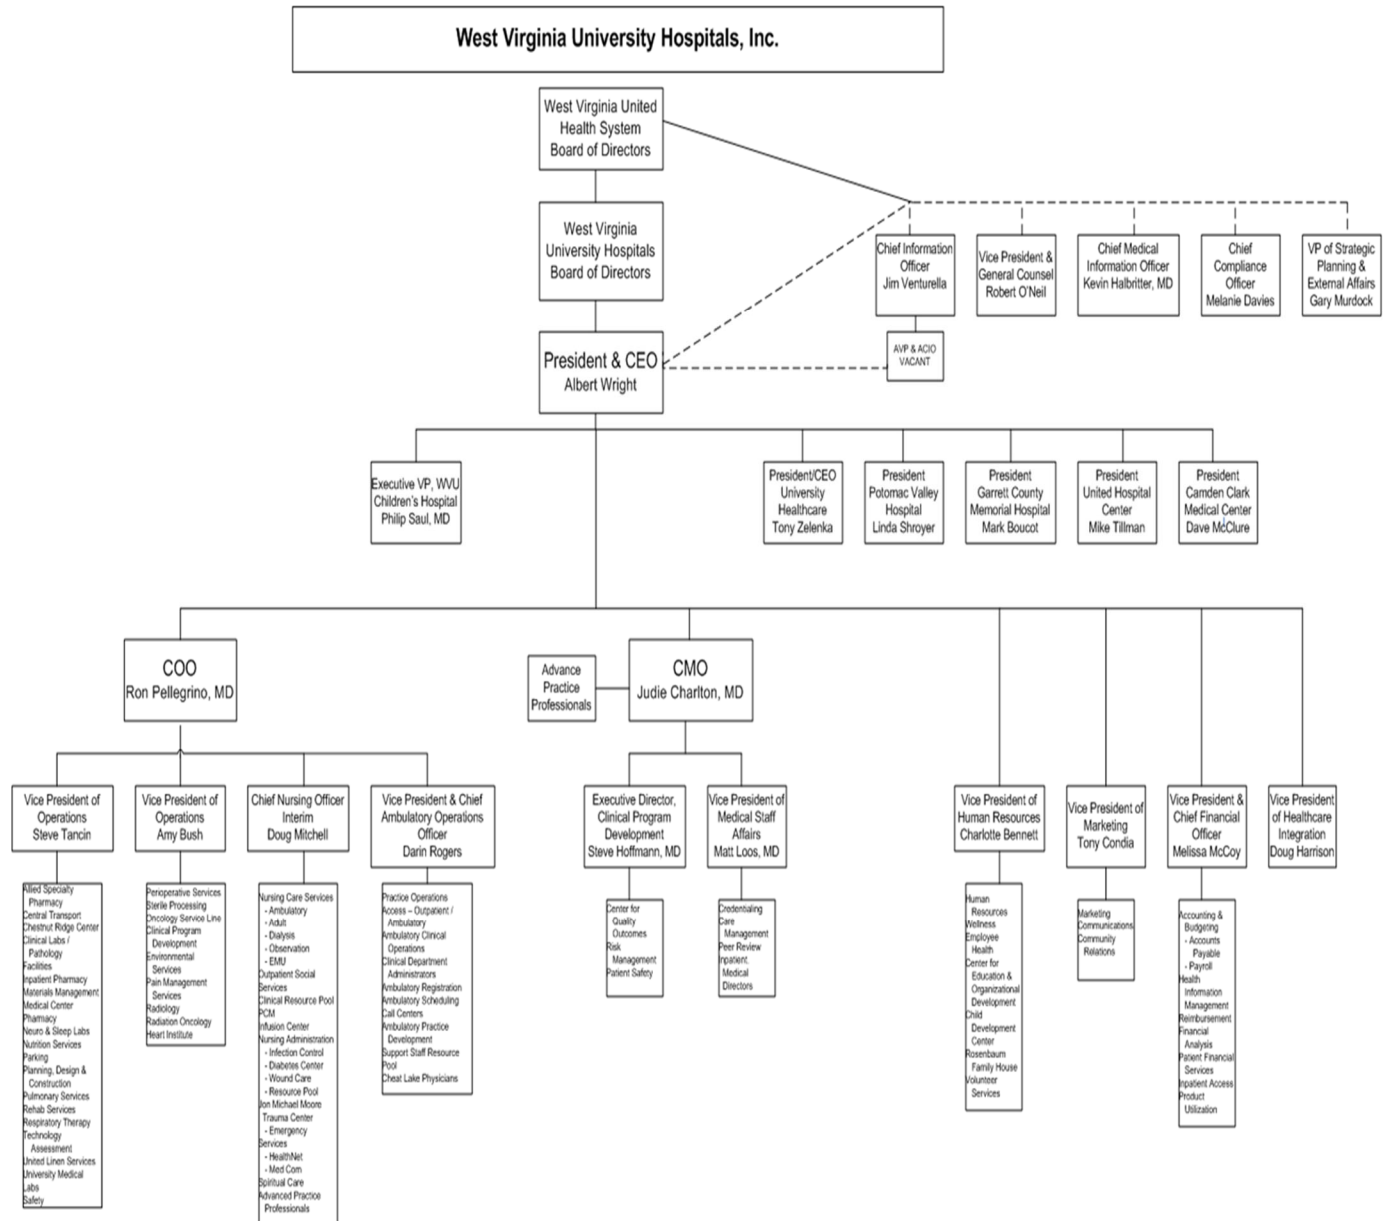 West Virginia University Hospitals, Inc.
West Virginia United
Health System
Board of Directors
West Virginia
University Hospitals
Board of Directors
Chief Information
Officer
Jim Venturella
Vice President &
General Counsel
Robert O'Neil
Chief Medical
Information Officer
Kevin Halbritter, MD
Chief
Compliance
Officer
Melanie Davies
VP of Strategic
Planning &
External Affairs
Gary Murdock
AVP & ACIO
VACANT
President & CEO
Albert Wright
Executive VP, WVU
Children's Hospital
Philip Saul, MD
President/CEO
University
Healthcare
Tony Zelenka
President
Potomac Valley
Hospital
Linda Shroyer
President
Garrett County
Memorial Hospital
Mark Boucot
President
United Hospital
Center
Mike Tillman
President
Camden Clark
Medical Center
Dave McClure
COO
Ron Pellegrino, MD
Advance
Practice
Professionals
CMO
Judie Charlton, MD
Vice President of
Operations
Steve Tancin
Vice President of
Operations
Amy Bush
Chief Nursing Officer
Interim
Doug Mitchell
Vice President & Chief
Ambulatory Operations
Officer
Darin Rogers
Executive Director,
Clinical Program
Development
Steve Hoffmann, MD
Vice President of
Medical Staff
Affairs
Matt Loos, MD
Vice President of
Human Resources
Charlotte Bennett
Vice President of
Marketing
Tony Condia
Vice President &
Chief Financial
Officer
Melissa McCoy
Vice President
of Healthcare
Integration
Doug Harrison
Allied Specialty
Pharmacy
Central Transport
Chestnut Ridge Center
Clinical Labs /
Pathology
Facilities
Inpatient Pharmacy
Materials Management
Medical Center
Pharmacy
Neuro & Sleep Labs
Nutrition Services
Parking
Planning, Design &
Construction
Pulmonary Services
Rehab Services
Respiratory Therapy
Technology
Assessment
United Linen Services
University Medical
Labs
Safety
Perioperative Services
Sterile Processing
Oncology Service Line
Clinical Program
Development
Environmental
Services
Pain Management
Services
Radiology
Radiation Oncology
Heart Institute
Nursing Care Services
- Ambulatory
- Adult
- Dialysis
- Observation
- EMU
Outpatient Social
Services
Clinical Resource Pool
PCM
Infusion Center
Nursing Administration
- Infection Control
- Diabetes Center
- Wound Care
- Resource Pool
Jon Michael Moore
Trauma Center
- Emergency
Services
- HealthNet
- Med Com
Spiritual Care
Advanced Practice
Professionals
Practice Operations
Access – Outpatient /
Ambulatory
Ambulatory Clinical
Operations
Clinical Department
Administrators
Ambulatory Registration
Ambulatory Scheduling
Call Centers
Ambulatory Practice
Development
Support Staff Resource
Pool
Cheat Lake Physicians
Center for
Quality
Outcomes
Risk
Management
Patient Safety
Credentialing
Care
Management
Peer Review
Inpatient,
Medical
Directors
Human
Resources
Wellness
Employee
Health
Center for
Education &
Organizational
Development
Child
Development
Center
Rosenbaum
Family House
Volunteer
Services
Marketing
Communications
Community
Relations
Accounting &
Budgeting
- Accounts
Payable
- Payroll
Health
Information
Management
Reimbursement
Financial
Analysis
Patient Financial
Services
Inpatient Access
Product
Utilization